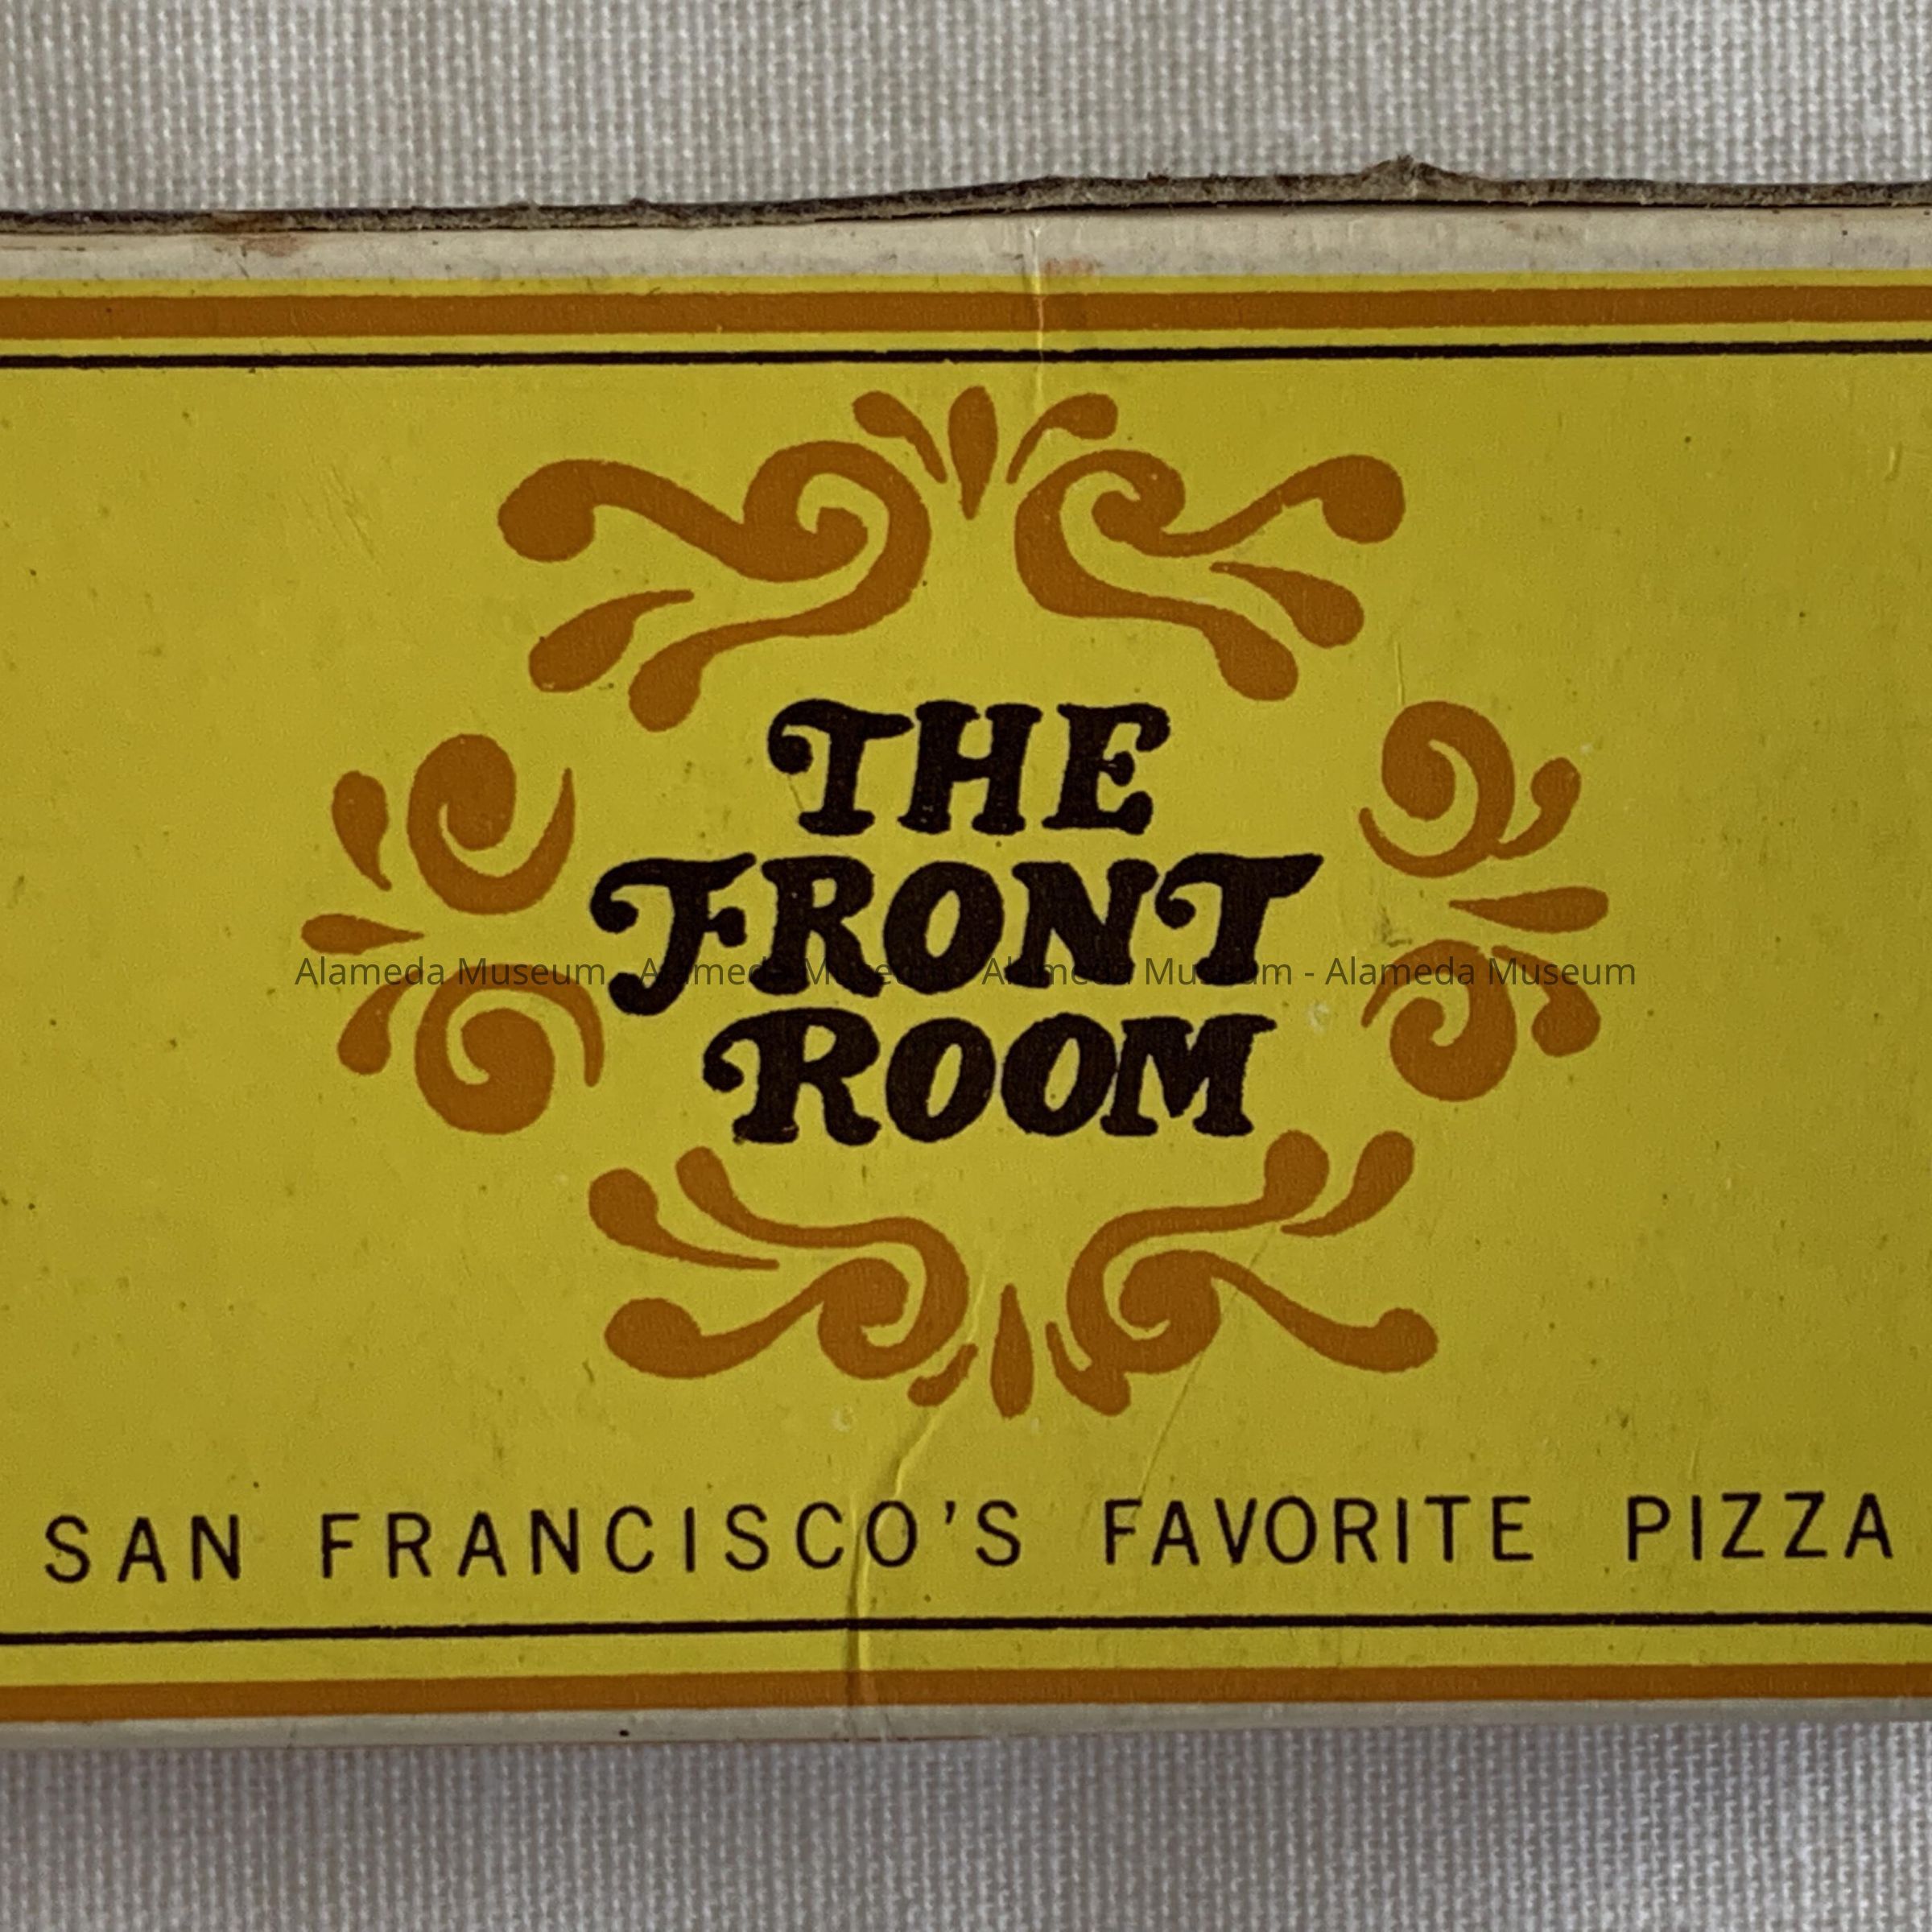 THE
FRONT
ROOM
Alameda Museum - Alameda Museum - Alameda Museum - Alameda Museum
SAN FRANCISCO'S FAVORITE PIZZA